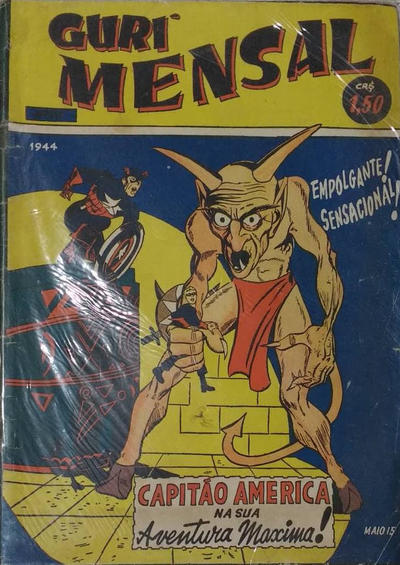 GURI
MENSAL
CR$
1,50
1944
EMPOLGANTE!
SENSACIONAL!
CAPITÃO AMERICA
NA SUA
Aventura Maxima!
MAIO 15